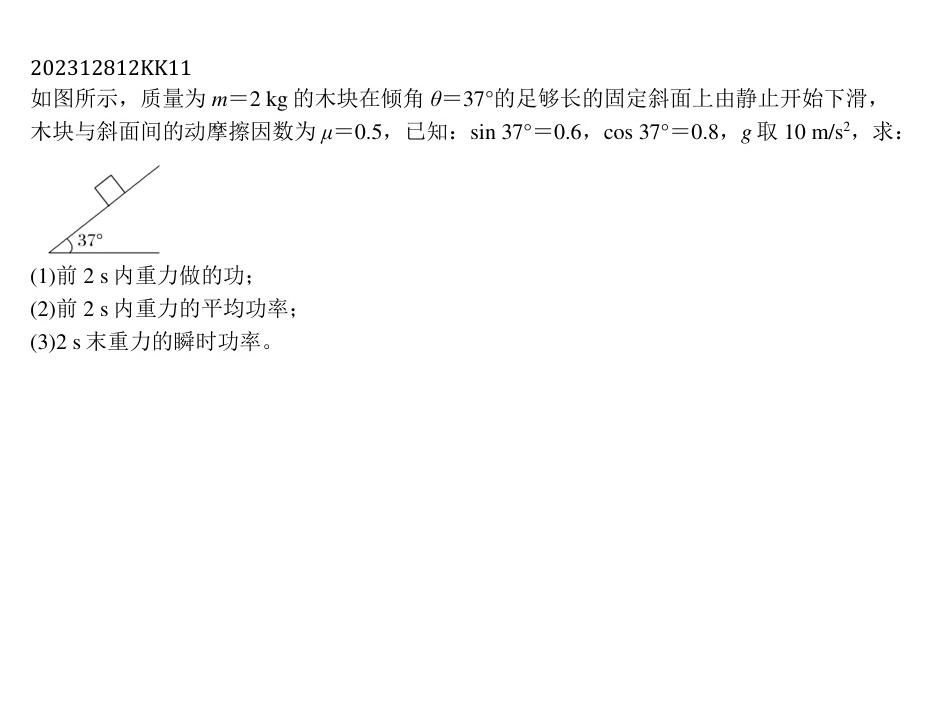 202312812KK11
如图所示，质量为 m＝2 kg 的木块在倾角 θ＝37°的足够长的固定斜面上由静止开始下滑，
木块与斜面间的动摩擦因数为 μ＝0.5，已知：sin 37°＝0.6，cos 37°＝0.8，g 取 10 m/s²，求：
37°
(1)前 2 s 内重力做的功；
(2)前 2 s 内重力的平均功率；
(3)2 s 末重力的瞬时功率。